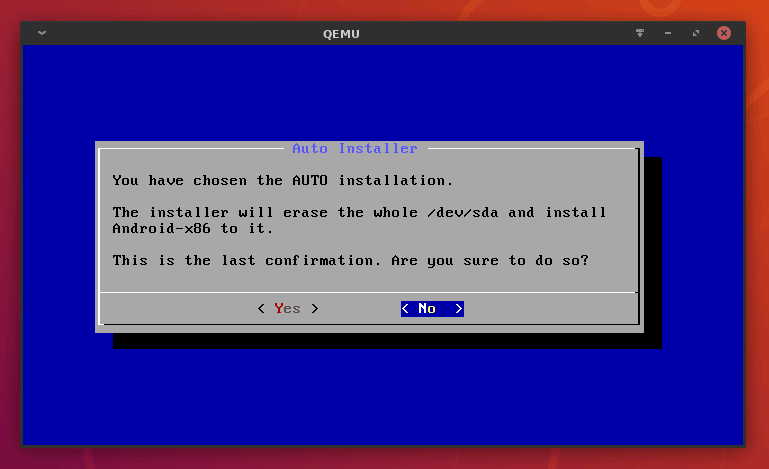 QEMU
Auto Installer
You have chosen the AUTO installation.
The installer will erase the whole /dev/sda and install
Android-x86 to it.
This is the last confirmation. Are you sure to do so?
< Yes > < No >